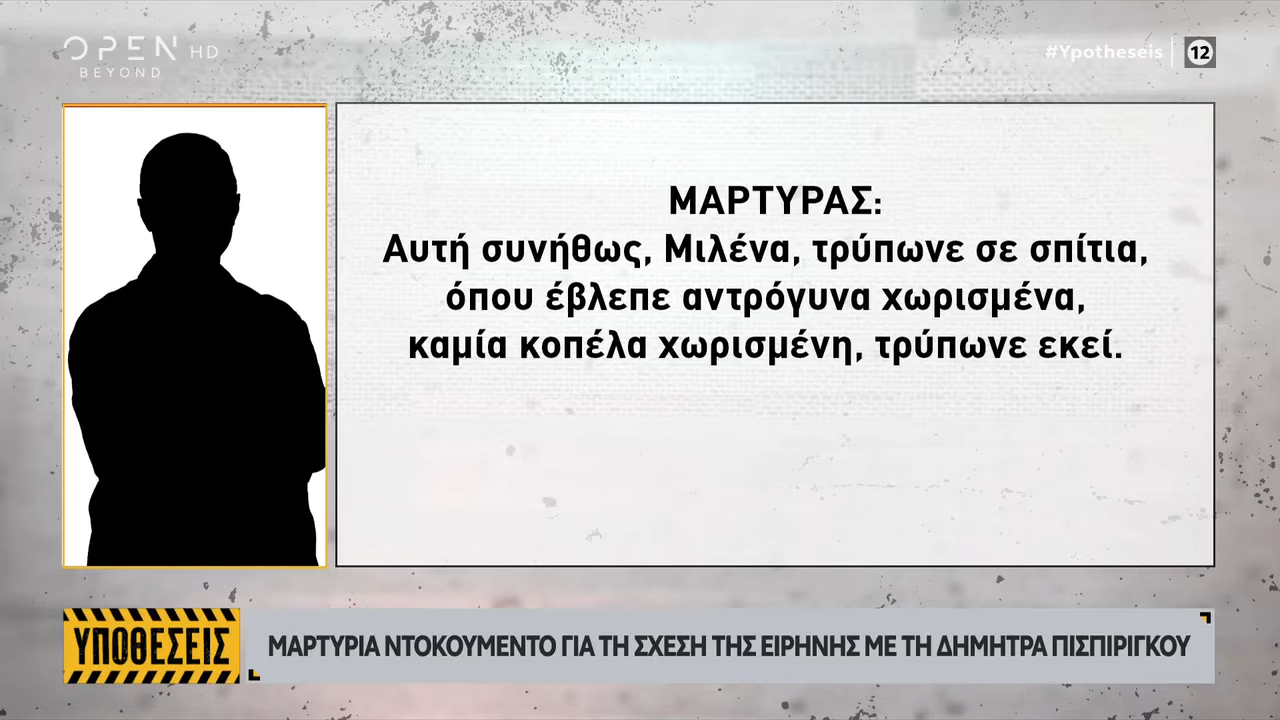 OPEN HD
BEYOND
#Ypotheseis
12
ΜΑΡΤΥΡΑΣ:
Αυτή συνήθως, Μιλένα, τρύπωνε σε σπίτια,
όπου έβλεπε αντρόγυνα χωρισμένα,
καμία κοπέλα χωρισμένη, τρύπωνε εκεί.
ΥΠΟΘΕΣΕΙΣ
ΜΑΡΤΥΡΙΑ ΝΤΟΚΟΥΜΕΝΤΟ ΓΙΑ ΤΗ ΣΧΕΣΗ ΤΗΣ ΕΙΡΗΝΗΣ ΜΕ ΤΗ ΔΗΜΗΤΡΑ ΠΙΣΠΙΡΙΓΚΟΥ